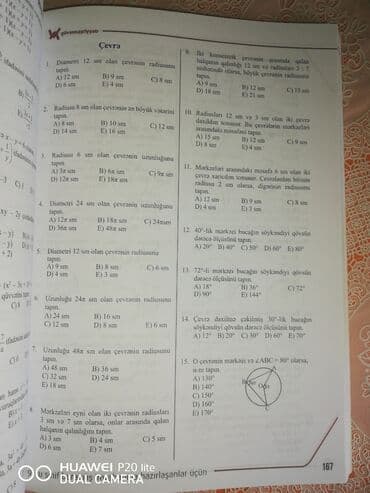 güvənnəşriyyatı
Çevrə
1. Diametri 12 sm olan çevrənin radiusunu
tapın.
A) 12 sm B) 9 sm C) 8 sm
D) 6 sm E) 4 sm
2. Radiusu 8 sm olan çevrənin ən böyük vətərini
tapın.
A) 8 sm B) 10 sm C) 12 sm
D) 14 sm E) 16 sm
3. Radiusu 6 sm olan çevrənin uzunluğunu
tapın.
A) 3π sm B) 6π sm C) 9π sm
D) 12π sm E) 18π sm
4. Diametri 24 sm olan çevrənin uzunluğunu
tapın.
A) 12π sm B) 18π sm C) 24π sm
D) 36π sm E) 48π sm
5. Diametri 12 sm olan çevrənin radiusunu
tapın.
A) 9 sm B) 8 sm C) 6 sm
D) 4 sm E) 3 sm
6. Uzunluğu 24π sm olan çevrənin radiusunu
tapın.
A) 24 sm B) 16 sm
C) 12 sm D) 8 sm E) 6 sm
7. Uzunluğu 48π sm olan çevrənin radiusunu
tapın.
A) 48 sm B) 36 sm
C) 32 sm D) 24 sm
E) 18 sm
8. Mərkəzləri eyni olan iki çevrənin radiusları
3 sm və 7 sm olarsa, onlar arasında qalan
halqanın qalınlığını tapın.
A) 3 sm B) 4 sm C) 5 sm
D) 6 sm E) 7 sm
9. İki konsentrik çevrənin arasında qalan
halqanın qalınlığı 12 sm və radiusları 3 : 7
nisbətində olarsa, böyük çevrənin radiusunu
tapın.
A) 9 sm B) 12 sm C) 15 sm
D) 18 sm E) 21 sm
10. Radiusları 12 sm və 3 sm olan iki çevrə
Bu çevrələrin mərkəzləri
arasındakı məsafəni tapın.
A) 15 sm B) 12 sm C) 9 sm
D) 8 sm E) 4 sm
11. Mərkəzləri arasındakı məsafə 6 sm olan iki
çevrə xaricdən toxunur. Çevrələrdən birinin
radiusu 2 sm olarsa, digərinin radiusunu
tapın.
A) 12 sm B) 9 sm C) 8 sm
D) 4 sm E) 3 sm
12. 40°-lik mərkəzi bucağın söykəndiyi qövsün
dərəcə ölçüsünü tapın.
A) 20° B) 40° C) 50° D) 60° E) 80°
13. 72°-li mərkəzi bucağın söykəndiyi qövsün
dərəcə ölçüsünü tapın.
A) 18° B) 36° C) 72°
D) 90° E) 144°
14. Çevrə daxilinə çəkilmiş 30°-lik bucağın
söykəndiyi qövsün dərəcə ölçüsünü tapın.
A) 12° B) 20° C) 30° D) 60° E) 70°
15. O çevrənin mərkəzi və ∠ABC = 80° olarsa,
tapın.
A) 130°
B) 140°
C) 150°
D) 160°
E) 170°
hazırlaşanlar üçün
167
HUAWEI P20 lite
DUAL CAMERA